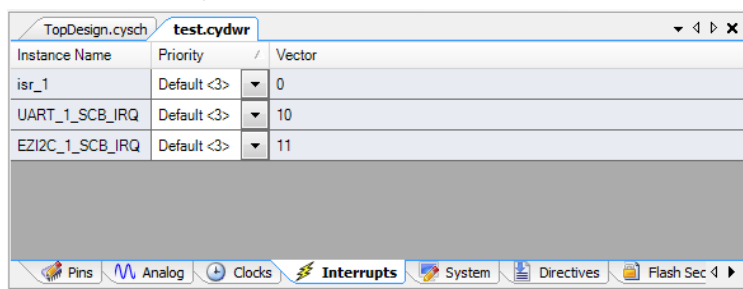 TopDesign.cysch test.cydwr
Instance Name Priority Vector
isr_1 Default <3> 0
UART_1_SCB_IRQ Default <3> 10
EZI2C_1_SCB_IRQ Default <3> 11
Pins Analog Clocks Interrupts System Directives Flash Sec